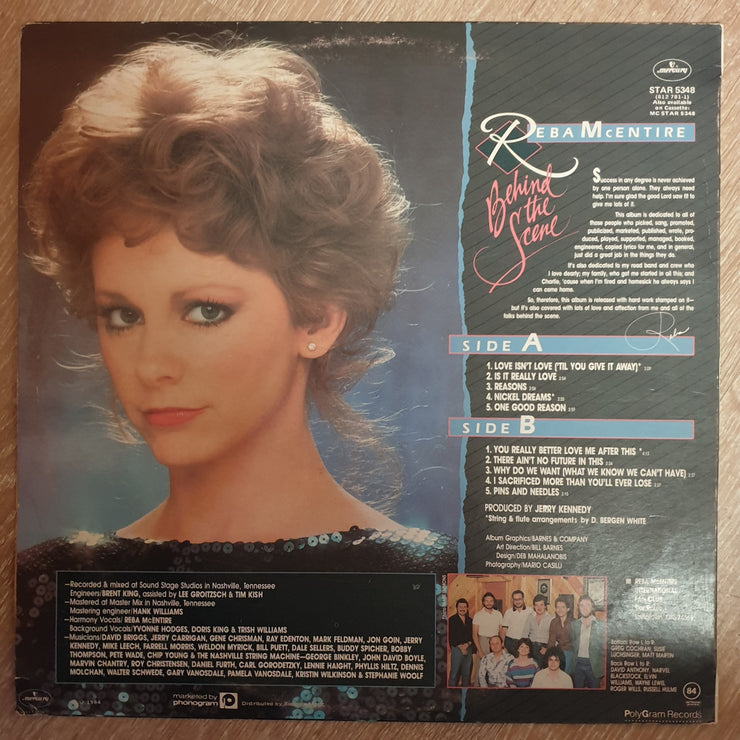 mercury
STAR 5348
(812 781-1)
Also available
on Cassette:
MC STAR 5348
REBA McENTIRE
Behind
the
Scene
Success in any degree is never achieved
by one person alone. They always need
help. I'm sure glad the good Lord saw fit to
give me lots of it.
This album is dedicated to all of
those people who picked, sang, promoted,
publicized, marketed, published, wrote, pro-
duced, played, supported, managed, booked,
engineered, copied lyrics for me, and in general,
just did a great job in the things they do.
It's also dedicated to my road band and crew who
I love dearly; my family, who got me started in all this; and
Charlie, 'cause when I'm tired and homesick he always says I
can come home.
So, therefore, this album is released with hard work stamped on it—
but it's also covered with lots of love and affection from me and all of the
folks behind the scene.
Reba
SIDE A
1. LOVE ISN'T LOVE ('TIL YOU GIVE IT AWAY)*
2. IS IT REALLY LOVE 2:54
3. REASONS
4. NICKEL DREAMS*
5. ONE GOOD REASON
SIDE B
1. YOU REALLY BETTER LOVE ME AFTER THIS *
2. THERE AIN'T NO FUTURE IN THIS
3. WHY DO WE WANT (WHAT WE KNOW WE CAN'T HAVE)
4. I SACRIFICED MORE THAN YOU'LL EVER LOSE
5. PINS AND NEEDLES
PRODUCED BY JERRY KENNEDY
*String & flute arrangements by D. BERGEN WHITE
Album Graphics/BARNES & COMPANY
Art Direction/BILL BARNES
Design/DEB MAHALANOBIS
Photography/MARIO CASILLI
—Recorded & mixed at Sound Stage Studios in Nashville, Tennessee
Engineers/BRENT KING, assisted by LEE GROITZSCH & TIM KISH
—Mastered at Master Mix in Nashville, Tennessee
Mastering engineer/HANK WILLIAMS
—Harmony Vocals/ REBA McENTIRE
Background Vocals/YVONNE HODGES, DORIS KING & TRISH WILLIAMS
—Musicians/DAVID BRIGGS, JERRY CARRIGAN, GENE CHRISMAN, RAY EDENTON, MARK FELDMAN, JON GOIN, JERRY
KENNEDY, MIKE LEECH, FARRELL MORRIS, WELDON MYRICK, BILL PUETT, DALE SELLERS, BUDDY SPICHER, BOBBY
THOMPSON, PETE WADE, CHIP YOUNG & THE NASHVILLE STRING MACHINE—GEORGE BINKLEY, JOHN DAVID BOYLE,
MARVIN CHANTRY, ROY CHRISTENSEN, DANIEL FURTH, CARL GORODETZKY, LENNIE HAIGHT, PHYLLIS HILTZ, DENNIS
MOLCHAN, WALTER SCHWEDE, GARY VANOSDALE, PAMELA VANOSDALE, KRISTIN WILKINSON & STEPHANIE WOOLF
REBA McENTIRE
INTERNATIONAL
FAN CLUB
Bottom Row L to R:
GREG COCHRAN, SUSIE
LUCHSINGER, MATT MARTIN
Back Row L to R:
DAVID ANTHONY, NARVEL
BLACKSTOCK, ELVIN
WILLIAMS, WAYNE LEWIS,
ROGER WILLS, RUSSELL HULME
mercury
1984
marketed by
phonogram
Distributed by
84
PolyGram Records